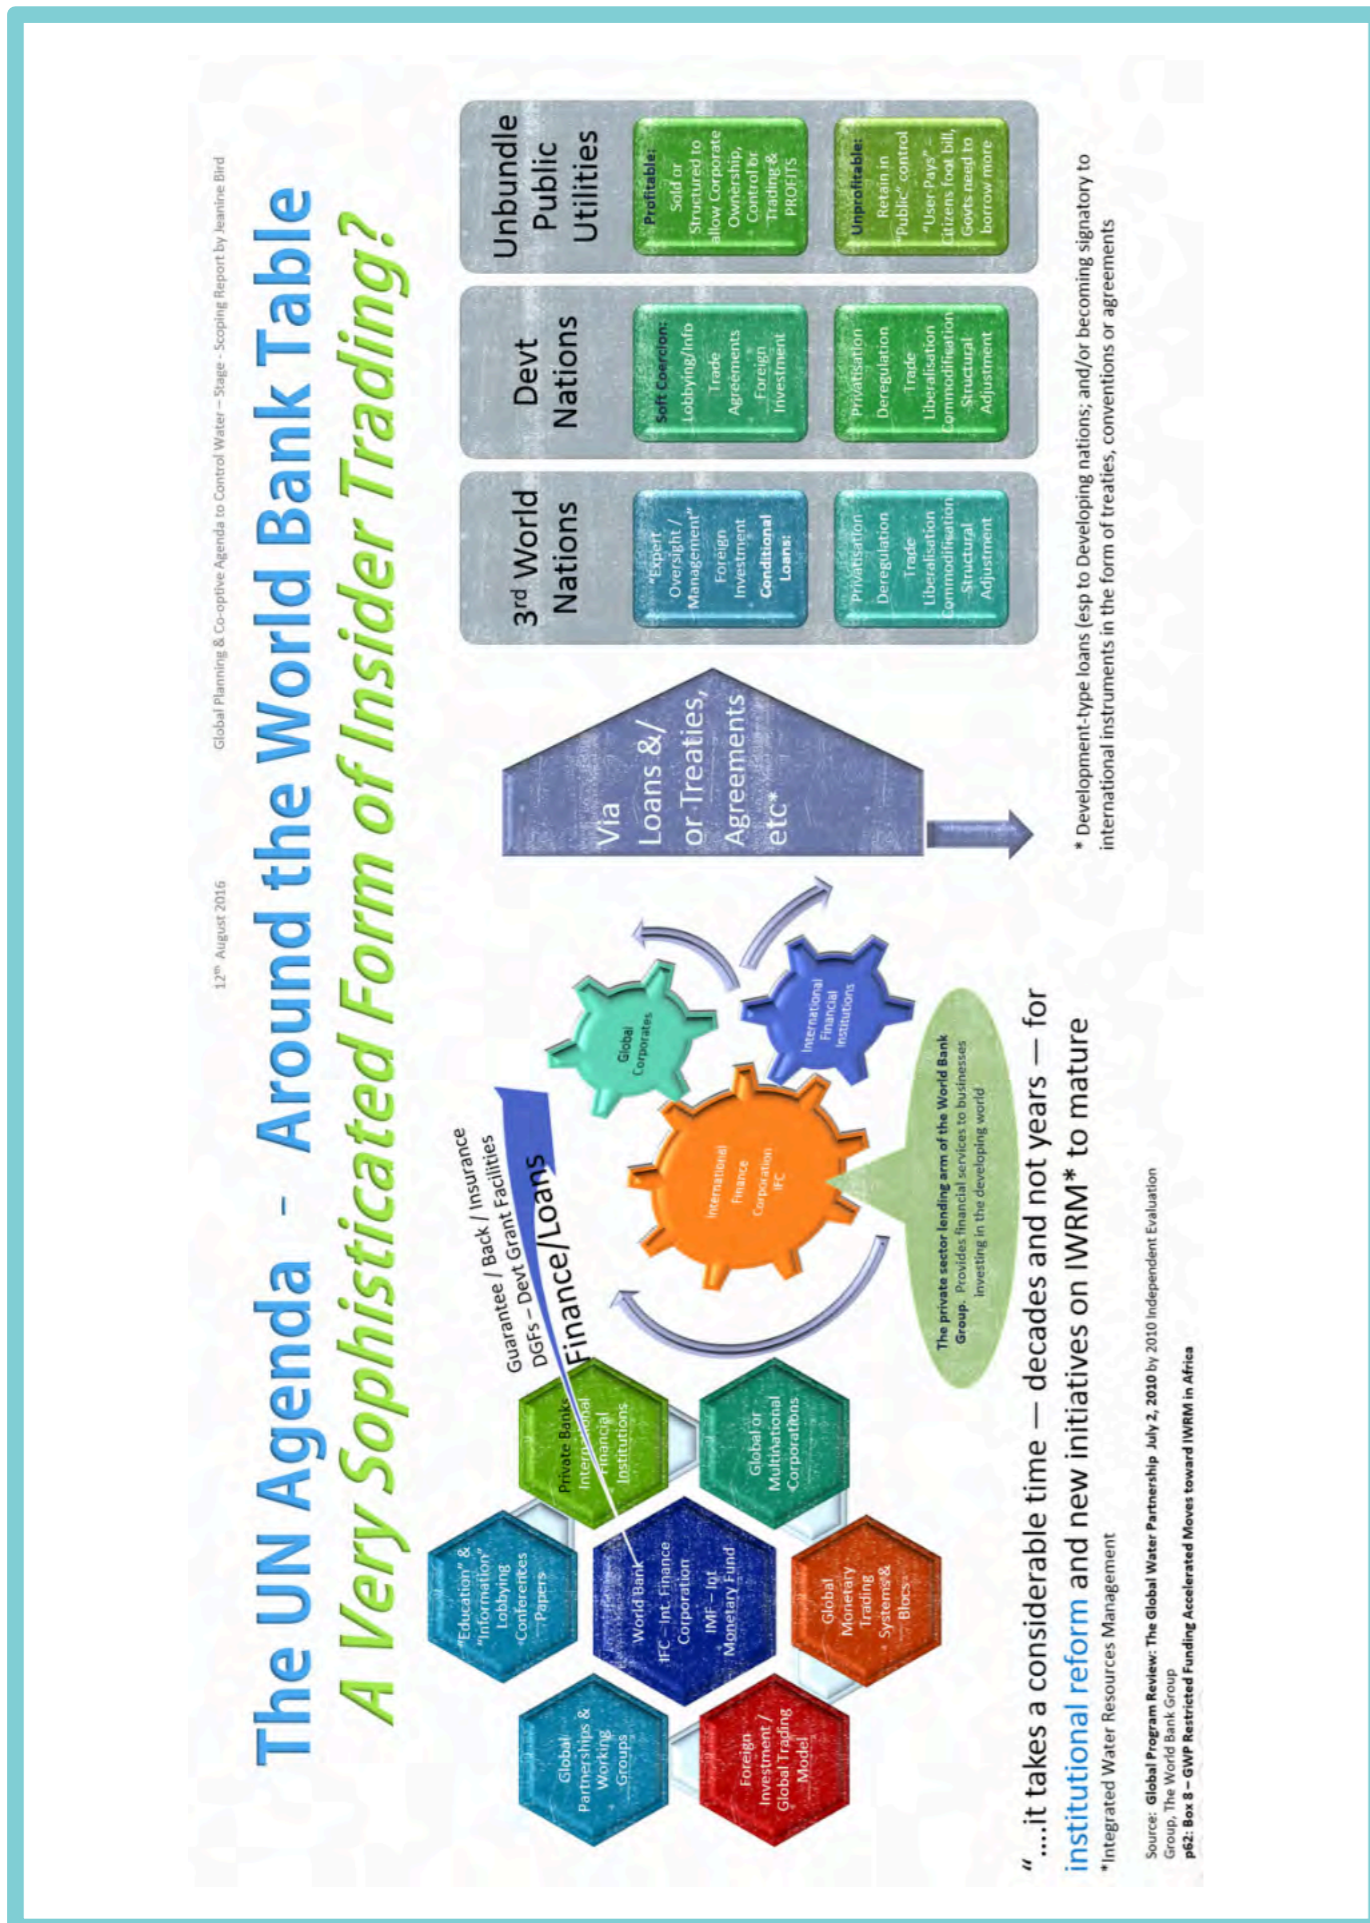 12th August 2016
Global Planning & Co-optive Agenda to Control Water – Stage - Scoping Report by Jeanine Bird
The UN Agenda - Around the World Bank Table
A Very Sophisticated Form of Insider Trading?
Global
Partnerships &
Working
Groups
"Education" &
"Information"
Lobbying
Conferences
Papers
Private Banks
International
Financial
Institutions
Foreign
Investment /
Global Trading
Model
World Bank
IFC – Int. Finance
Corporation
IMF – Int
Monetary Fund
Global or
Multinational
Corporations
Global
Monetary
Trading
Systems &
Blocs
Guarantee / Back / Insurance
DGFs – Devt Grant Facilities
Finance/Loans
Global
Corporates
International
Finance
Corporation
IFC
International
Financial
Institutions
The private sector lending arm of the World Bank
Group. Provides financial services to businesses
investing in the developing world
Via
Loans &/
or Treaties,
Agreements
etc*
3rd World
Nations
"Expert
Oversight /
Management"
Foreign
Investment
Conditional
Loans:
Privatisation
Deregulation
Trade
Liberalisation
Commodification
Structural
Adjustment
Devt
Nations
Soft Coercion:
Lobbying/Info
Trade
Agreements
Foreign
Investment
Privatisation
Deregulation
Trade
Liberalisation
Commodification
Structural
Adjustment
Unbundle
Public
Utilities
Profitable:
Sold or
Structured to
allow Corporate
Ownership,
Control or
Trading &
PROFITS
Unprofitable:
Retain in
"Public" control
"User-Pays" –
Citizens foot bill,
Govts need to
borrow more
* Development-type loans (esp to Developing nations; and/or becoming signatory to
international instruments in the form of treaties, conventions or agreements
"....it takes a considerable time — decades and not years — for
institutional reform and new initiatives on IWRM* to mature
*Integrated Water Resources Management
Source: Global Program Review: The Global Water Partnership July 2, 2010 by 2010 Independent Evaluation
Group, The World Bank Group
p62: Box 8 – GWP Restricted Funding Accelerated Moves toward IWRM in Africa